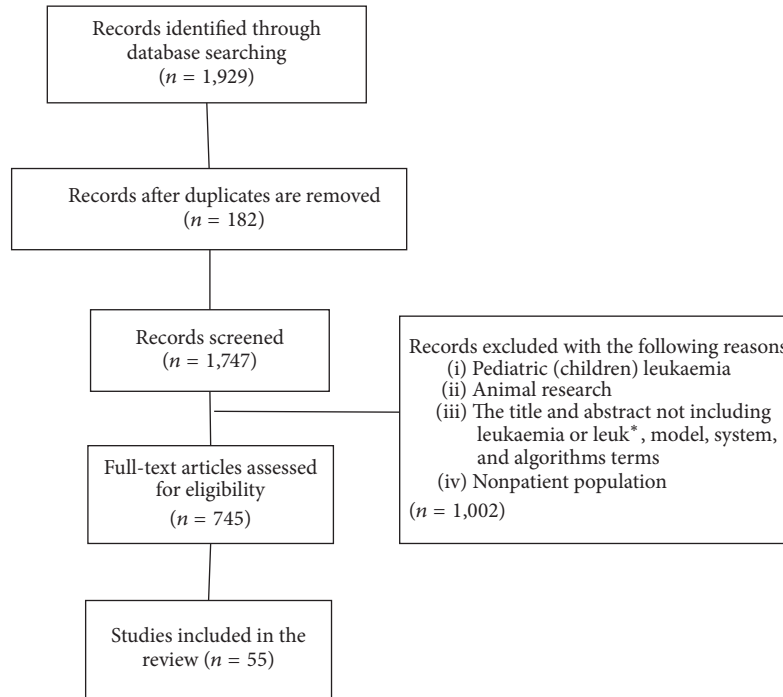 Records identified through
database searching
(n = 1,929)
Records after duplicates are removed
(n = 182)
Records screened
(n = 1,747)
Records excluded with the following reasons
(i) Pediatric (children) leukaemia
(ii) Animal research
(iii) The title and abstract not including
leukaemia or leuk*, model, system,
and algorithms terms
(iv) Nonpatient population
(n = 1,002)
Full-text articles assessed
for eligibility
(n = 745)
Studies included in the
review (n = 55)